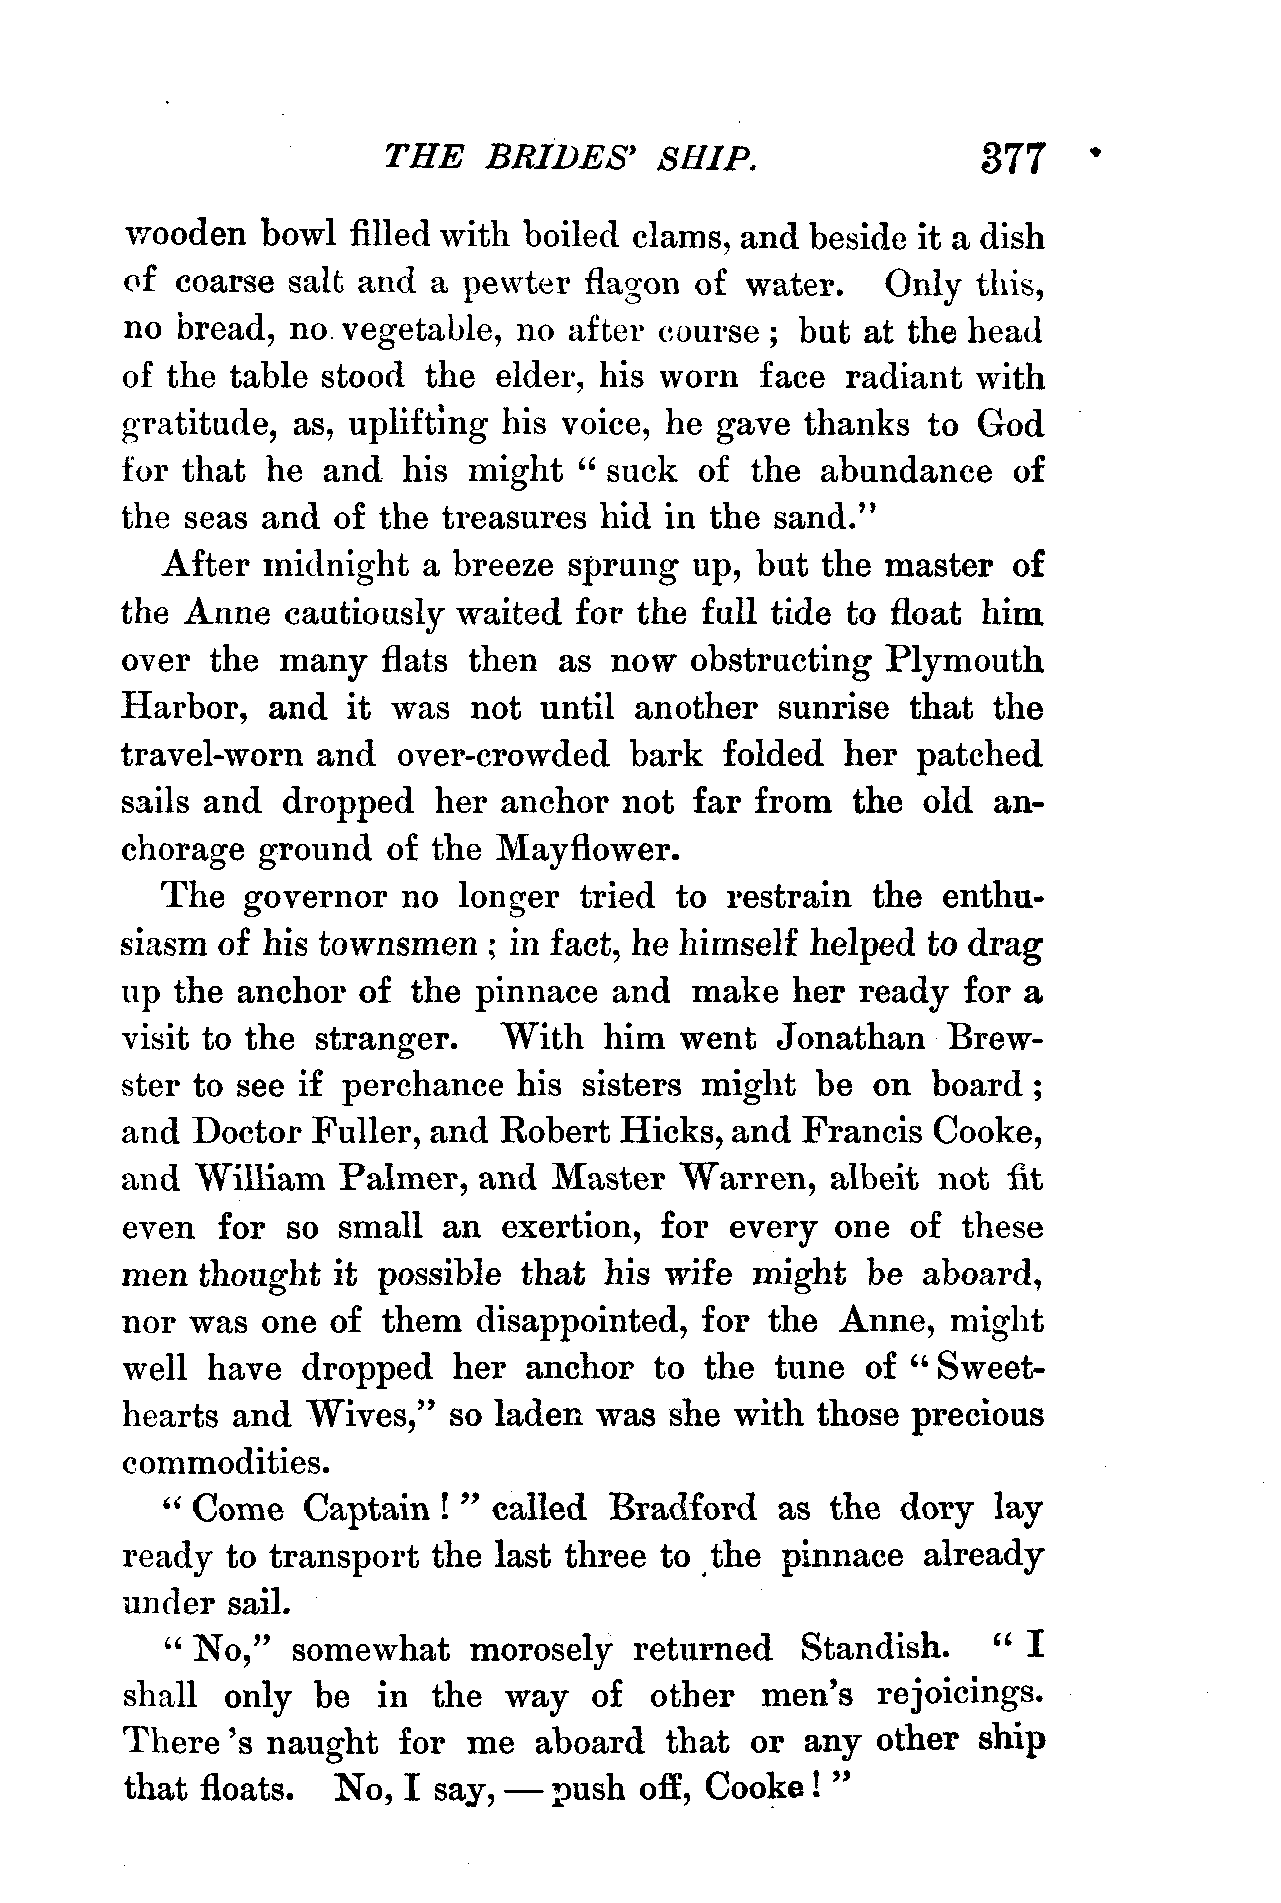 THE BRIDES' SHIP. 377
wooden bowl filled with boiled clams, and beside it a dish
of coarse salt and a pewter flagon of water. Only this,
no bread, no vegetable, no after course ; but at the head
of the table stood the elder, his worn face radiant with
gratitude, as, uplifting his voice, he gave thanks to God
for that he and his might " suck of the abundance of
the seas and of the treasures hid in the sand."
After midnight a breeze sprung up, but the master of
the Anne cautiously waited for the full tide to float him
over the many flats then as now obstructing Plymouth
Harbor, and it was not until another sunrise that the
travel-worn and over-crowded bark folded her patched
sails and dropped her anchor not far from the old an-
chorage ground of the Mayflower.
The governor no longer tried to restrain the enthu-
siasm of his townsmen ; in fact, he himself helped to drag
up the anchor of the pinnace and make her ready for a
visit to the stranger. With him went Jonathan Brew-
ster to see if perchance his sisters might be on board ;
and Doctor Fuller, and Robert Hicks, and Francis Cooke,
and William Palmer, and Master Warren, albeit not fit
even for so small an exertion, for every one of these
men thought it possible that his wife might be aboard,
nor was one of them disappointed, for the Anne, might
well have dropped her anchor to the tune of " Sweet-
hearts and Wives," so laden was she with those precious
commodities.
" Come Captain ! " called Bradford as the dory lay
ready to transport the last three to the pinnace already
under sail.
" No," somewhat morosely returned Standish. " I
shall only be in the way of other men's rejoicings.
There 's naught for me aboard that or any other ship
that floats. No, I say, — push off, Cooke ! "